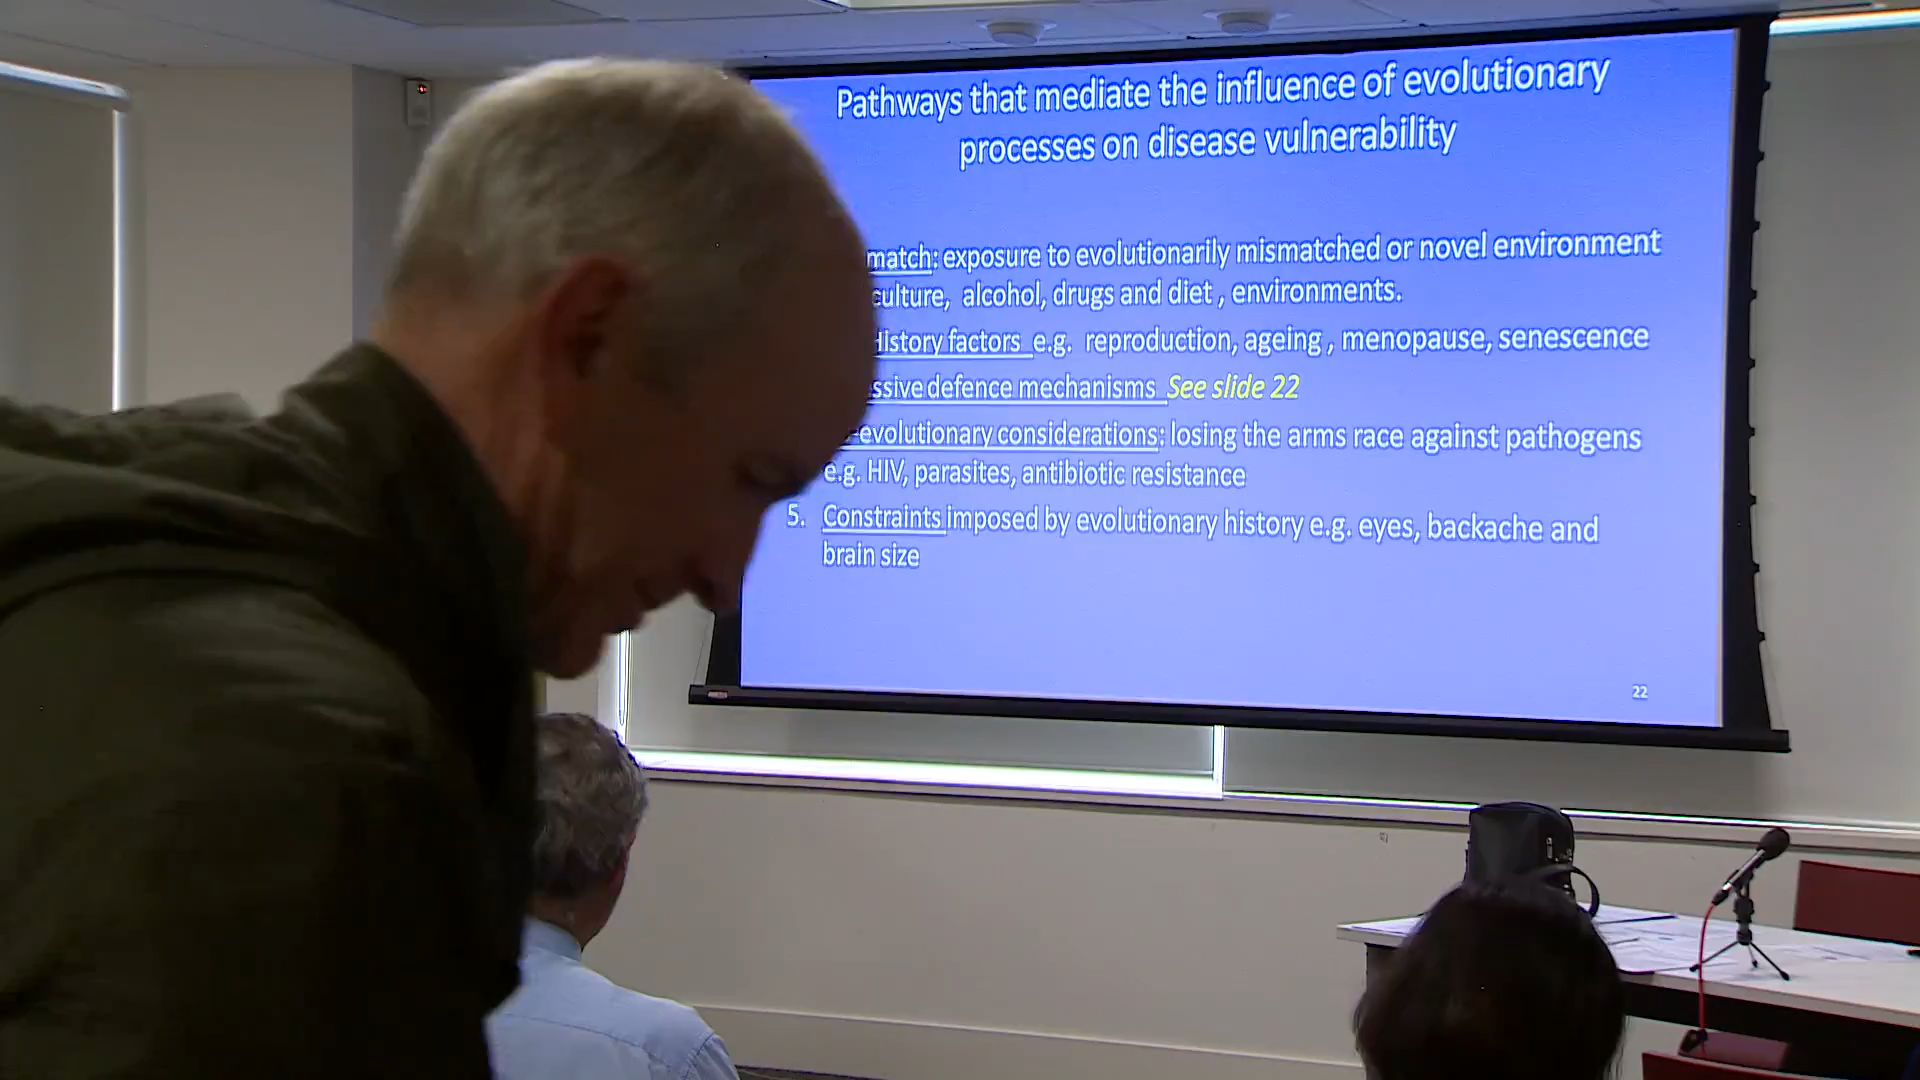 Pathways that mediate the influence of evolutionary
processes on disease vulnerability
match: exposure to evolutionarily mismatched or novel environment
culture, alcohol, drugs and diet , environments.
History factors e.g. reproduction, ageing , menopause, senescence
ssive defence mechanisms See slide 22
-evolutionary considerations: losing the arms race against pathogens
e.g. HIV, parasites, antibiotic resistance
5. Constraints imposed by evolutionary history e.g. eyes, backache and
brain size
22